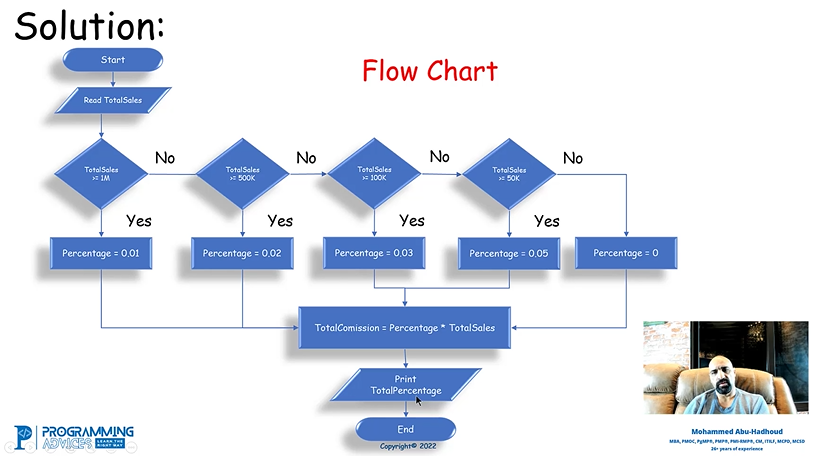 Solution:
Start
Flow Chart
Read TotalSales
No
No
No
No
TotalSales
>= 1M
TotalSales
>= 500K
TotalSales
>= 100K
TotalSales
>= 50K
Yes
Yes
Yes
Yes
Percentage = 0.01
Percentage = 0.02
Percentage = 0.03
Percentage = 0.05
Percentage = 0
TotalComission = Percentage * TotalSales
Print
TotalPercentage
End
Copyright© 2022
PROGRAMMING
ADVICES
LEARN THE
RIGHT WAY
Mohammed Abu-Hadhoud
MBA, PMOC, PgMP®, PMP®, PMI-RMP®, CM, ITILF, MCPD, MCSD
26+ years of experience